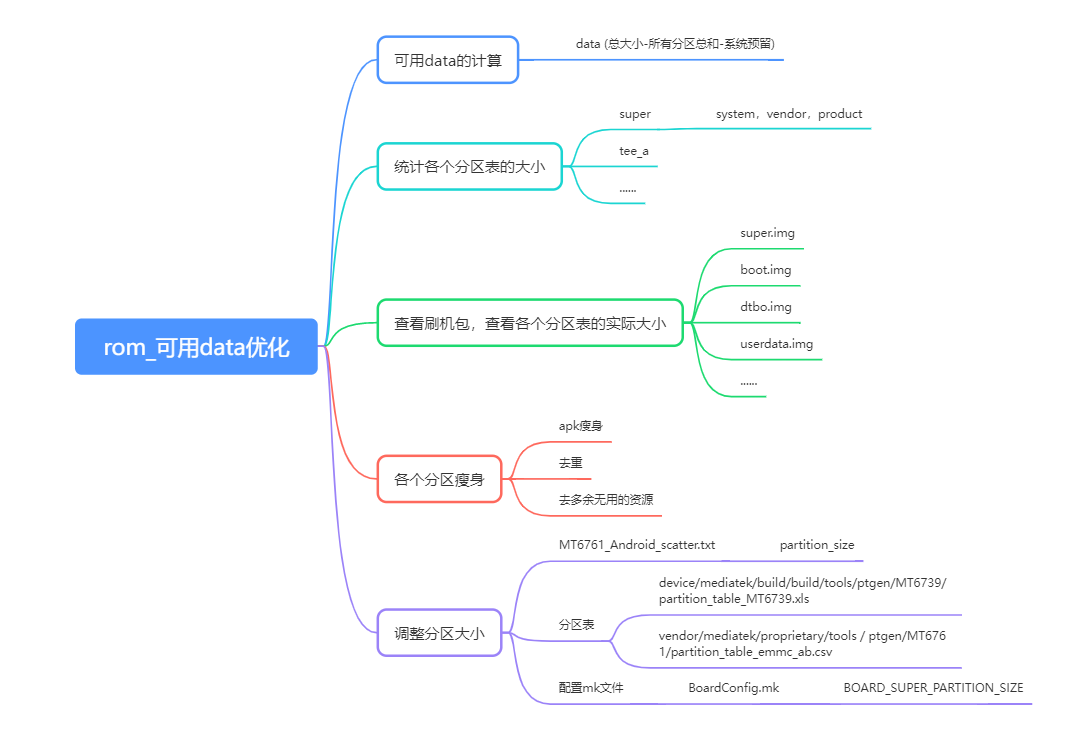 rom_可用data优化
可用data的计算
data (总大小-所有分区总和-系统预留)
统计各个分区表的大小
super
system，vendor，product
tee_a
......
查看刷机包，查看各个分区表的实际大小
super.img
boot.img
dtbo.img
userdata.img
......
各个分区瘦身
apk瘦身
去重
去多余无用的资源
调整分区大小
MT6761_Android_scatter.txt
partition_size
分区表
device/mediatek/build/build/tools/ptgen/MT6739/
partition_table_MT6739.xls
vendor/mediatek/proprietary/tools / ptgen/MT676
1/partition_table_emmc_ab.csv
配置mk文件
BoardConfig.mk
BOARD_SUPER_PARTITION_SIZE